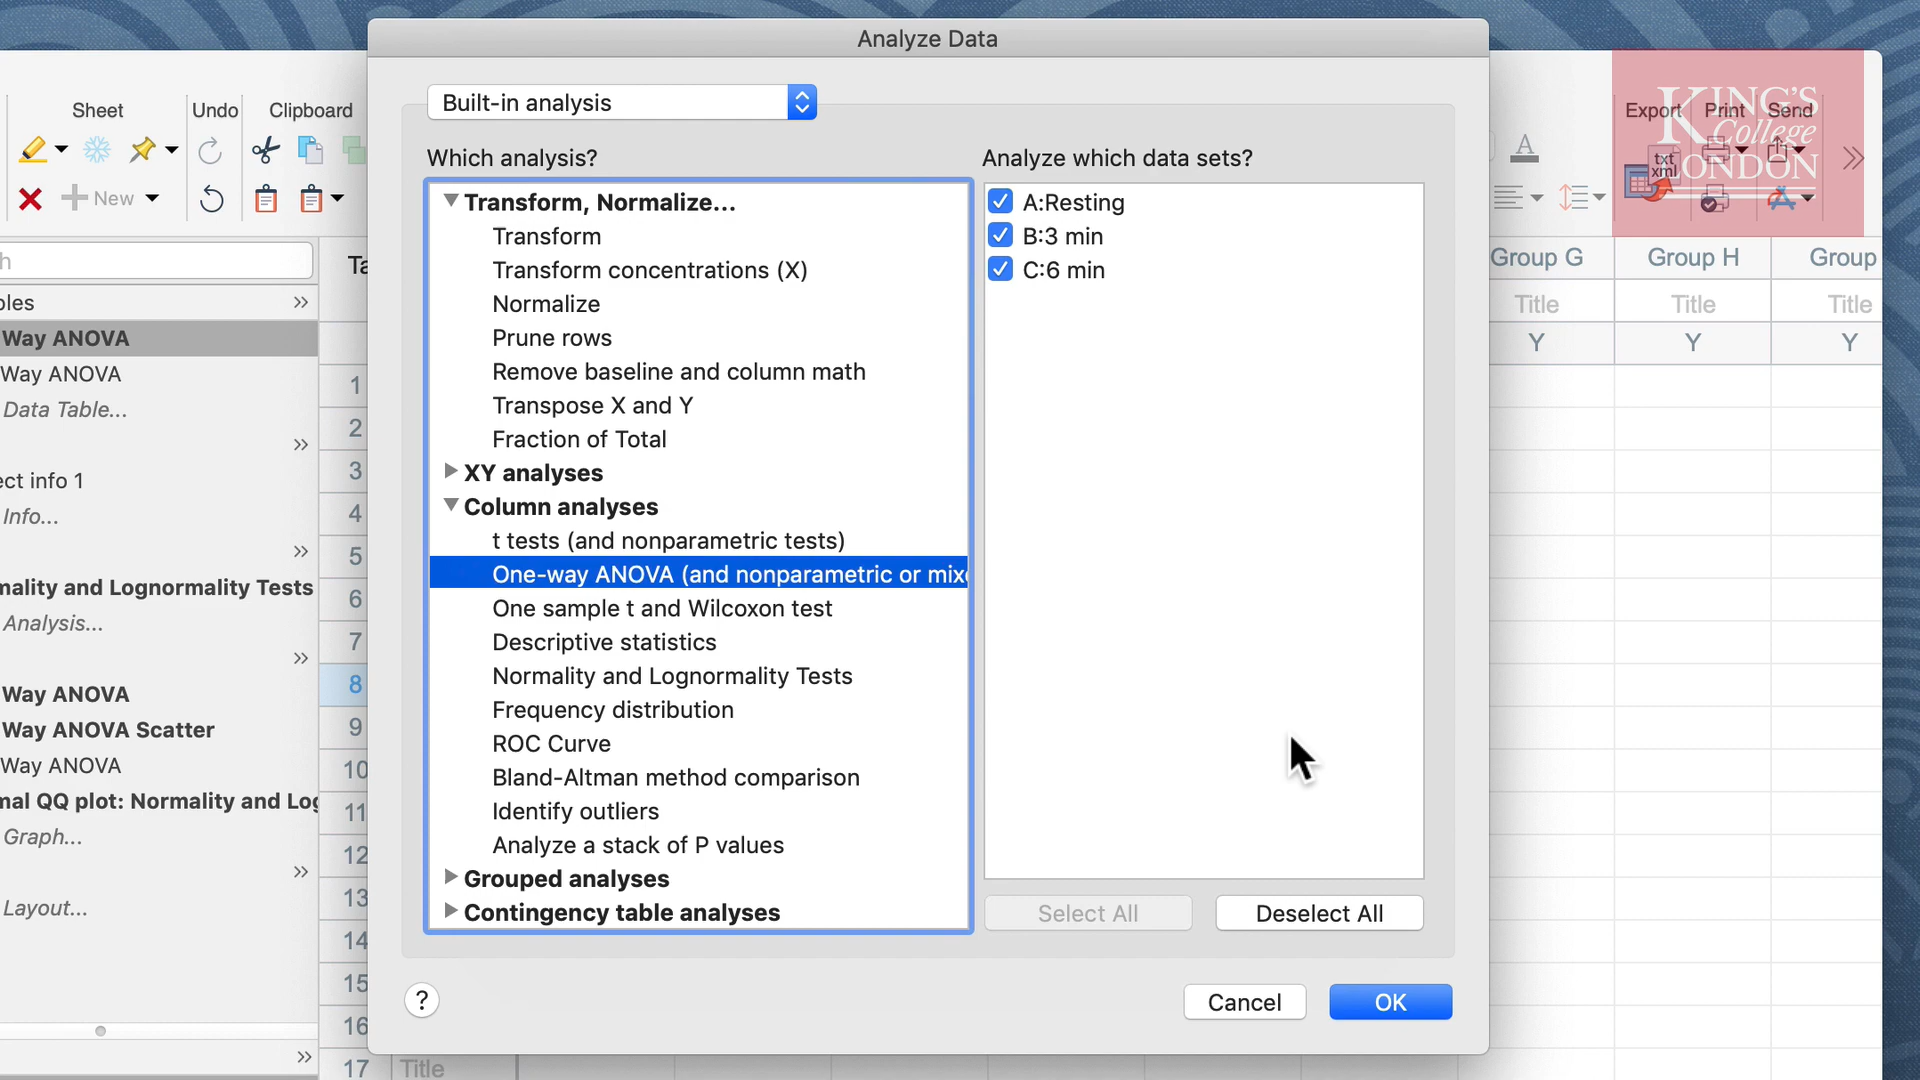 Analyze Data
Sheet
Undo
Clipboard
New
Built-in analysis
Which analysis?
Analyze which data sets?
Transform, Normalize...
Transform
Transform concentrations (X)
Normalize
Prune rows
Remove baseline and column math
Transpose X and Y
Fraction of Total
XY analyses
Column analyses
t tests (and nonparametric tests)
One-way ANOVA (and nonparametric or mix
One sample t and Wilcoxon test
Descriptive statistics
Normality and Lognormality Tests
Frequency distribution
ROC Curve
Bland-Altman method comparison
Identify outliers
Analyze a stack of P values
Grouped analyses
Contingency table analyses
A:Resting
B:3 min
C:6 min
Select All
Deselect All
?
Cancel
OK
Export
Print
Send
txt
xml
KING'S
College
LONDON
A
Group G
Group H
Group
Title
Title
Title
Y
Y
Y
Way ANOVA
Way ANOVA
Data Table...
ect info 1
Info...
mality and Lognormality Tests
Analysis...
Way ANOVA
Way ANOVA Scatter
Way ANOVA
mal QQ plot: Normality and Log
Graph...
Layout...
1
2
3
4
5
6
7
8
9
10
11
12
13
14
15
16
17
Title